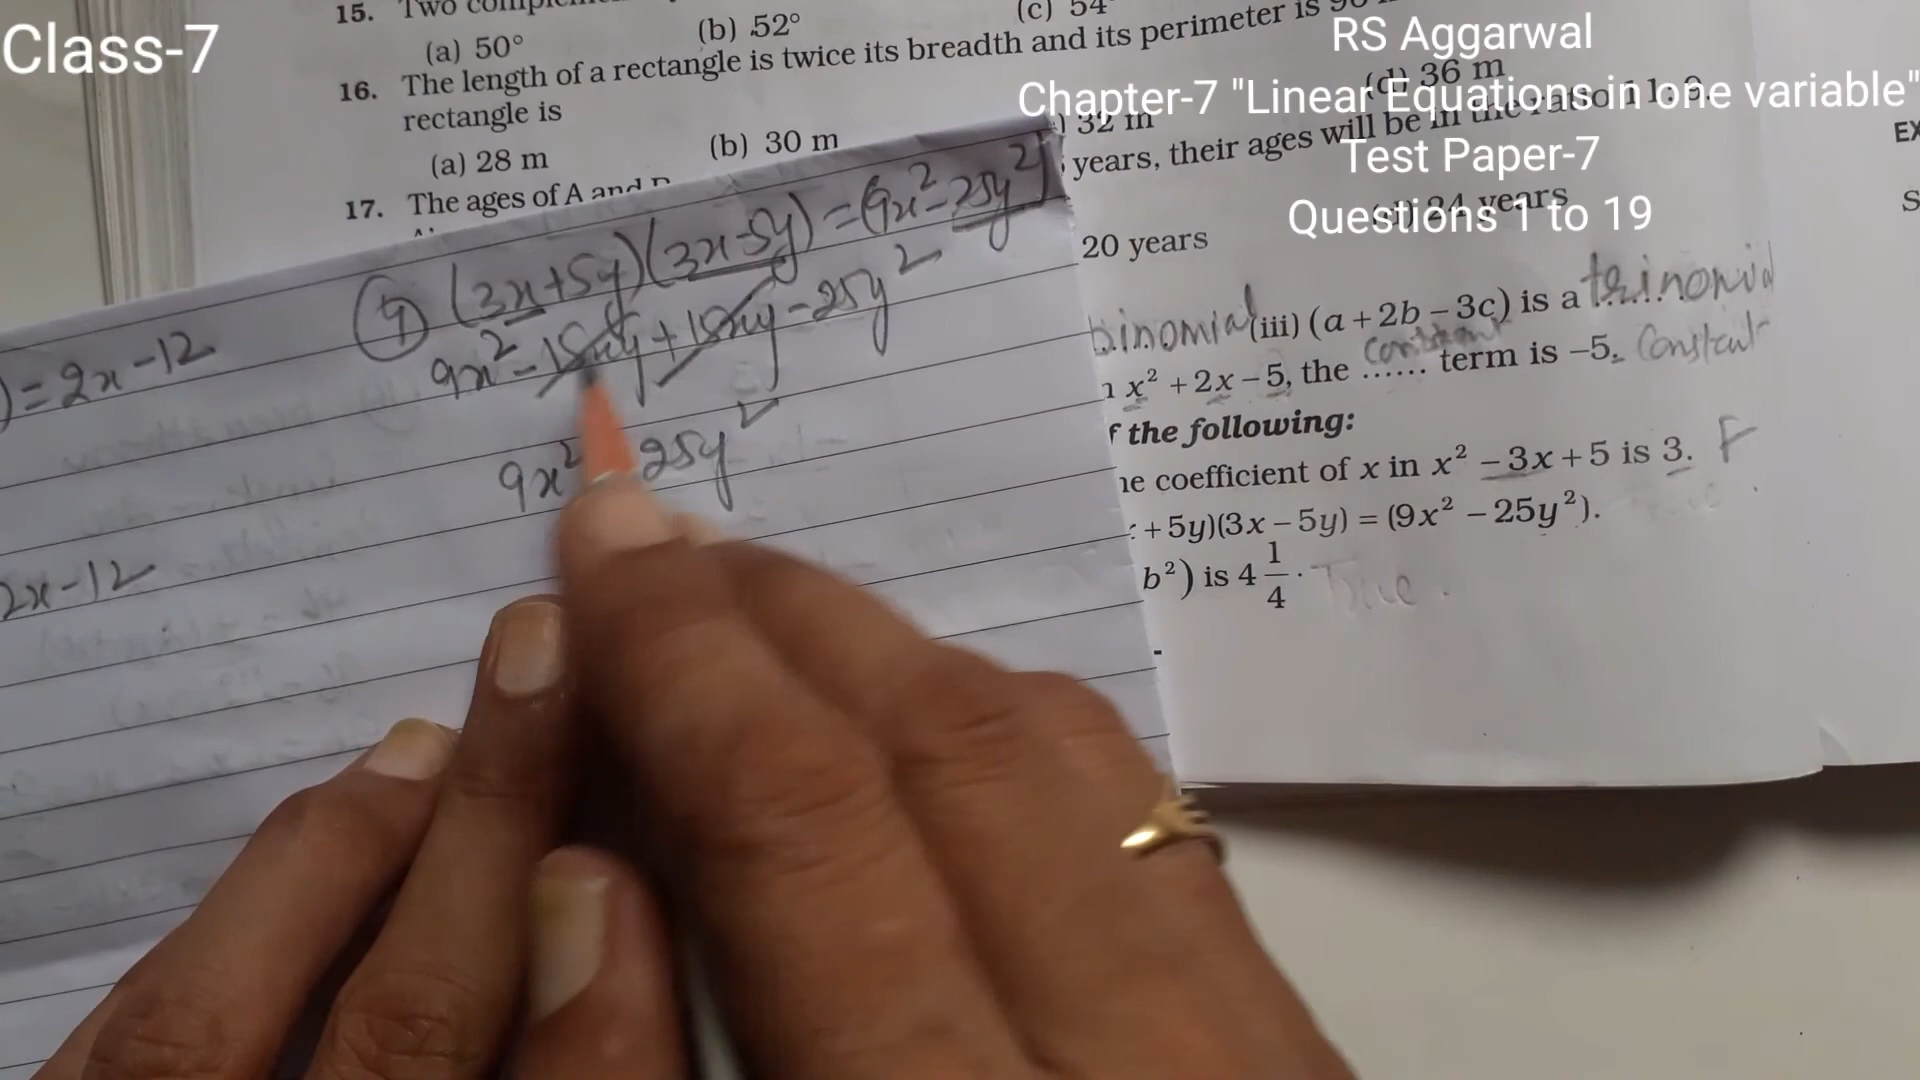 Class-7
RS Aggarwal
Chapter-7 "Linear Equations in one variable"
Test Paper-7
Questions 1 to 19
15. Two
(a) 50° (b) 52° (c) 54
16. The length of a rectangle is twice its breadth and its perimeter is
rectangle is
(a) 28 m (b) 30 m ) 32 m (d) 36 m
17. The ages of A and
years, their ages will be in the ratio
20 years years
binomial (iii) (a + 2b − 3c) is a trinomial
x² + 2x − 5, the ...... term is −5. Constant
constant
the following:
coefficient of x in x² − 3x + 5 is 3. F
+ 5y)(3x − 5y) = (9x² − 25y²).
b²) is 4 1/4 . True.
) = 2x - 12
(3x+5y)(3x-5y) = (9x² - 25y²)
9x² - 15xy + 15xy - 25y²
9x² 25y²
2x - 12
EX
S